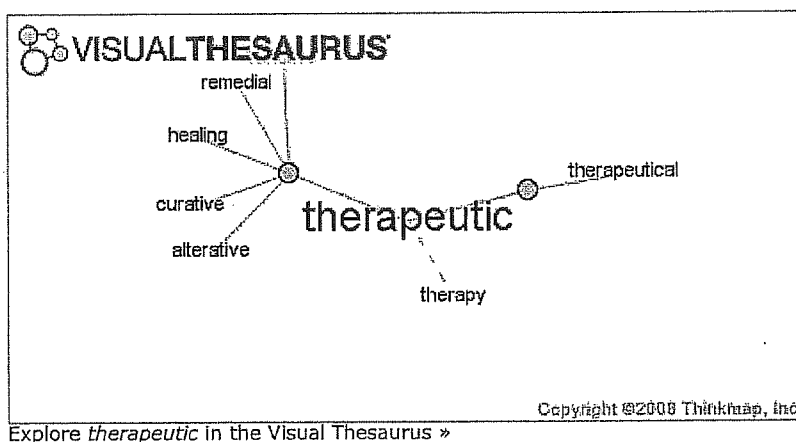 VISUALTHESAURUS
remedial
healing
therapeutical
curative
therapeutic
alterative
therapy
Copyright ©2008 Thinkmap, Inc
Explore therapeutic in the Visual Thesaurus »